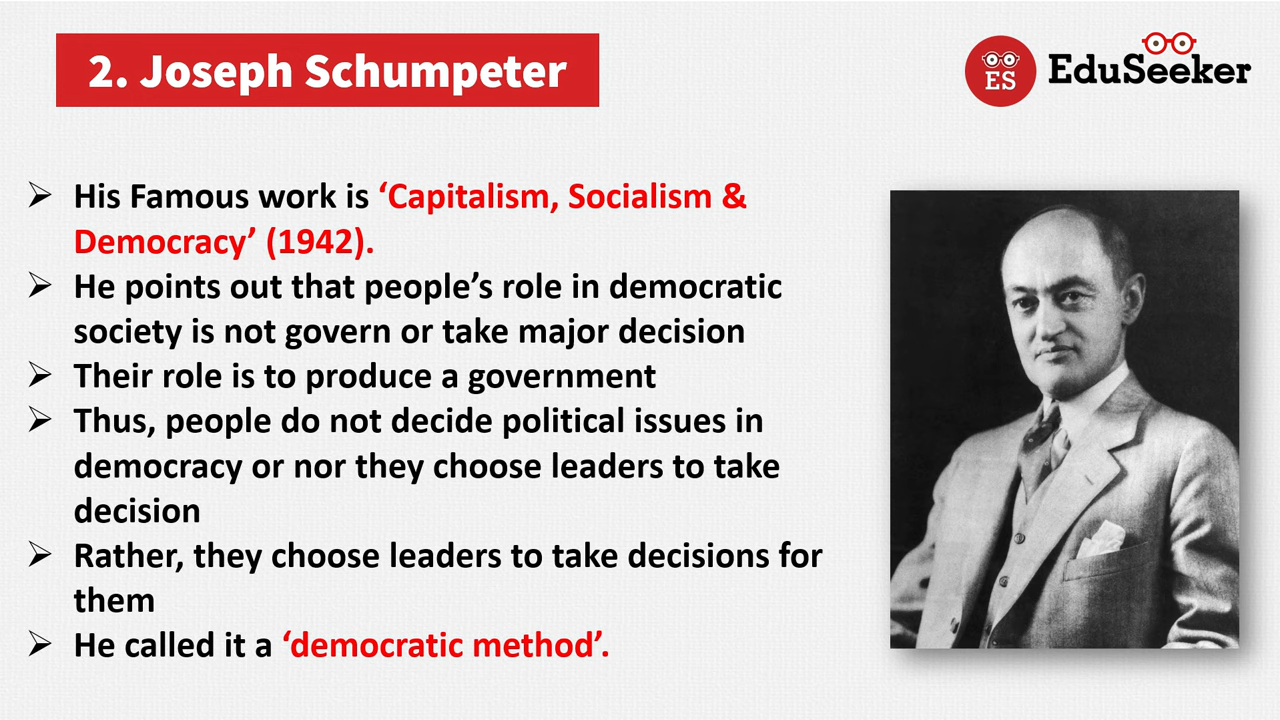 2. Joseph Schumpeter
ES
EduSeeker
➢ His Famous work is ‘Capitalism, Socialism &
Democracy’ (1942).
➢ He points out that people’s role in democratic
society is not govern or take major decision
➢ Their role is to produce a government
➢ Thus, people do not decide political issues in
democracy or nor they choose leaders to take
decision
➢ Rather, they choose leaders to take decisions for
them
➢ He called it a ‘democratic method’.